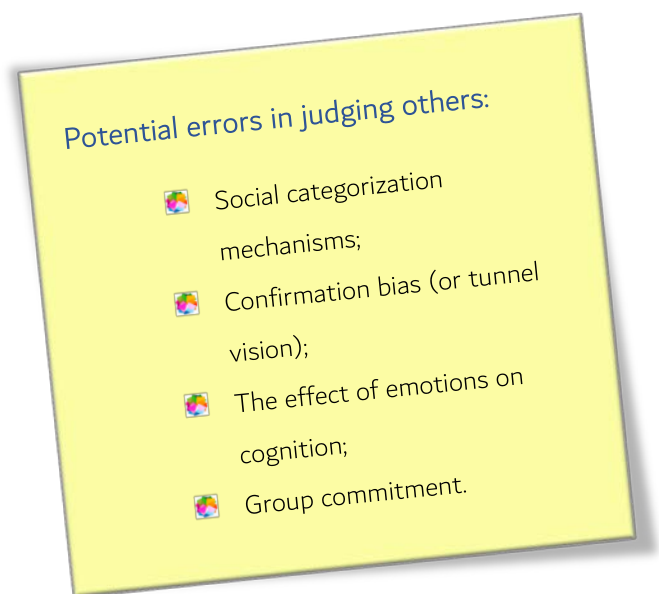 Potential errors in judging others:
Social categorization
mechanisms;
Confirmation bias (or tunnel
vision);
The effect of emotions on
cognition;
Group commitment.